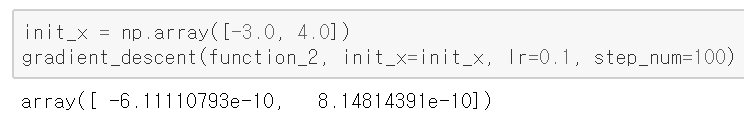 init_x = np.array([-3.0, 4.0])
gradient_descent(function_2, init_x=init_x, lr=0.1, step_num=100)
array([ -6.11110793e-10,   8.14814391e-10])